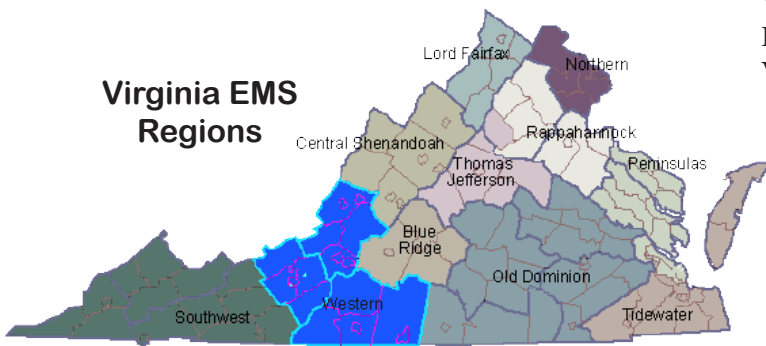 Virginia EMS
Regions
Lord Fairfax
Northern
Central Shenandoah
Rappahannock
Thomas
Jefferson
Peninsulas
Blue
Ridge
Old Dominion
Western
Southwest
Tidewater